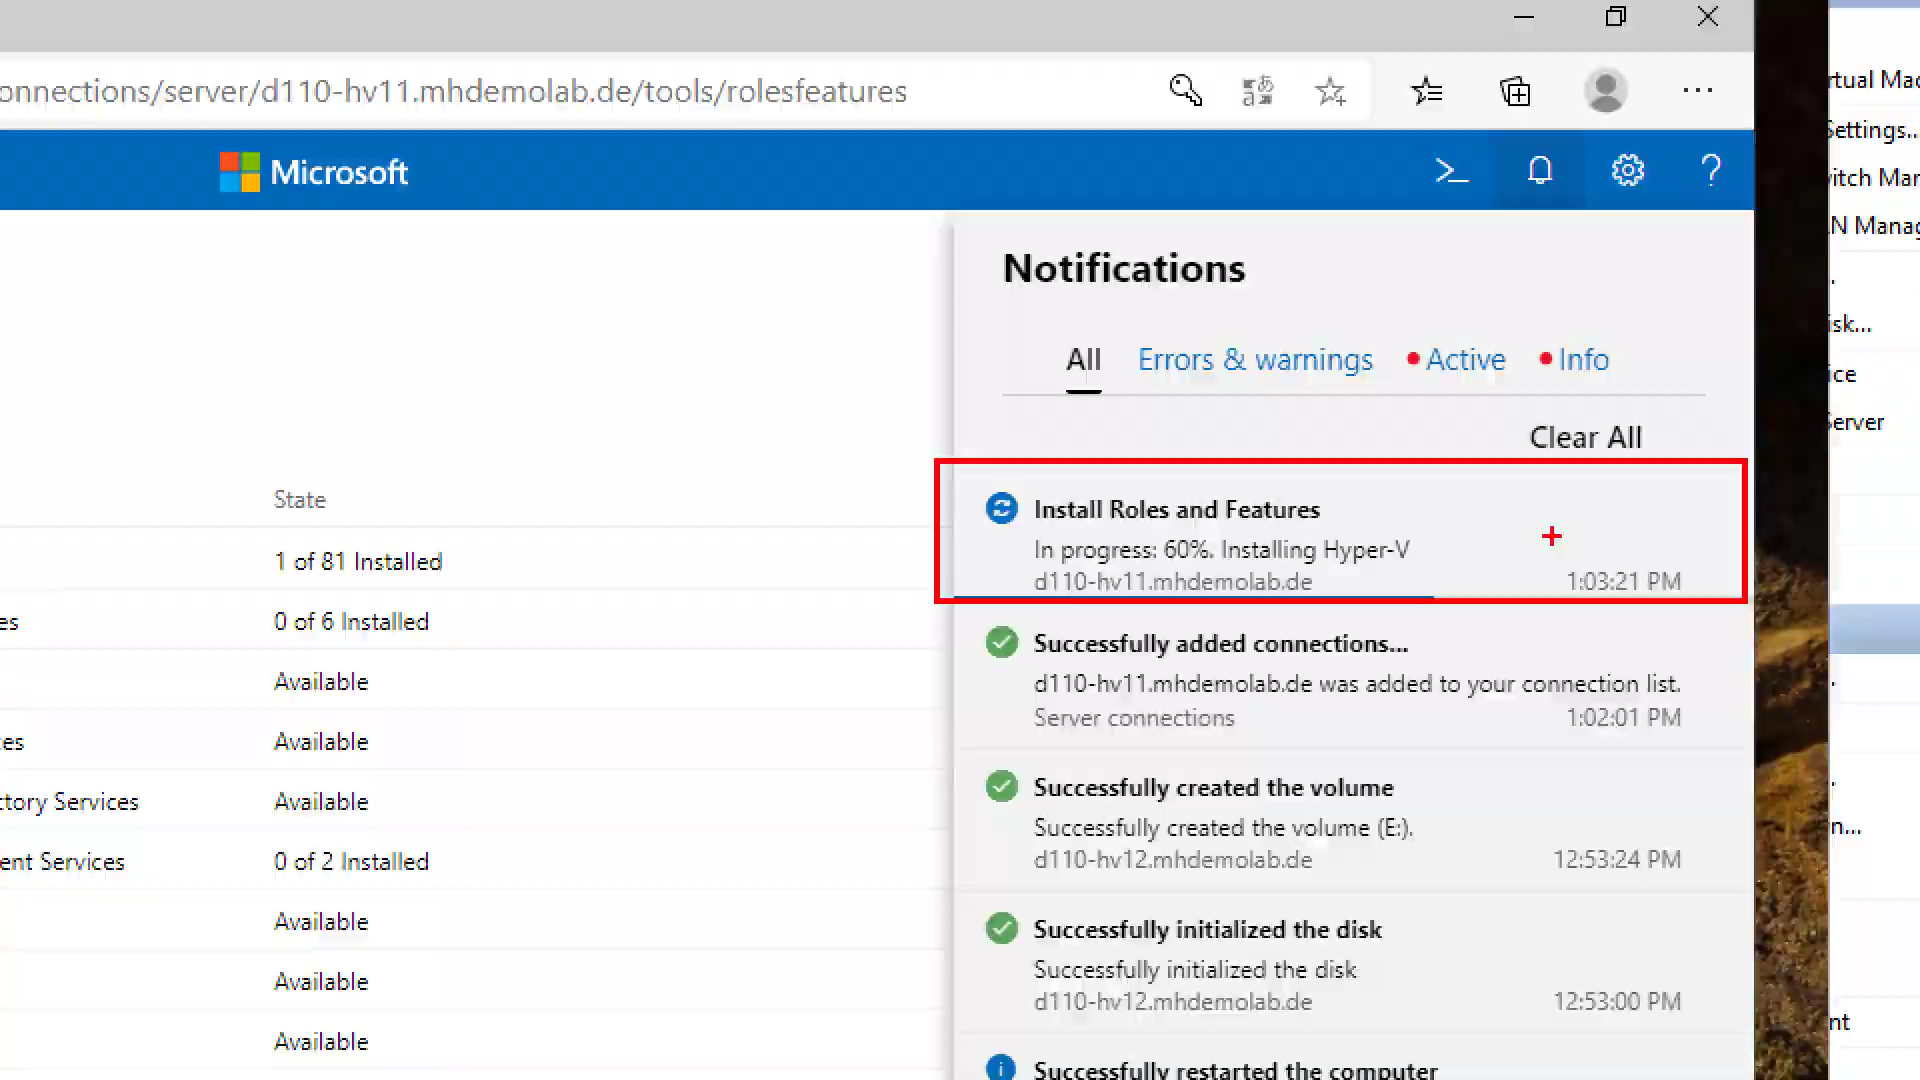 onnections/server/d110-hv11.mhdemolab.de/tools/rolesfeatures
Microsoft
Notifications
All Errors & warnings Active Info
Clear All
Install Roles and Features
In progress: 60%. Installing Hyper-V
d110-hv11.mhdemolab.de 1:03:21 PM
Successfully added connections...
d110-hv11.mhdemolab.de was added to your connection list.
Server connections 1:02:01 PM
Successfully created the volume
Successfully created the volume (E:).
d110-hv12.mhdemolab.de 12:53:24 PM
Successfully initialized the disk
Successfully initialized the disk
d110-hv12.mhdemolab.de 12:53:00 PM
Successfully restarted the computer
State
1 of 81 Installed
es 0 of 6 Installed
Available
es Available
ctory Services Available
ent Services 0 of 2 Installed
Available
Available
Available
rtual Mac
Settings...
itch Mar
N Manag
isk...
ice
Server
n...
nt